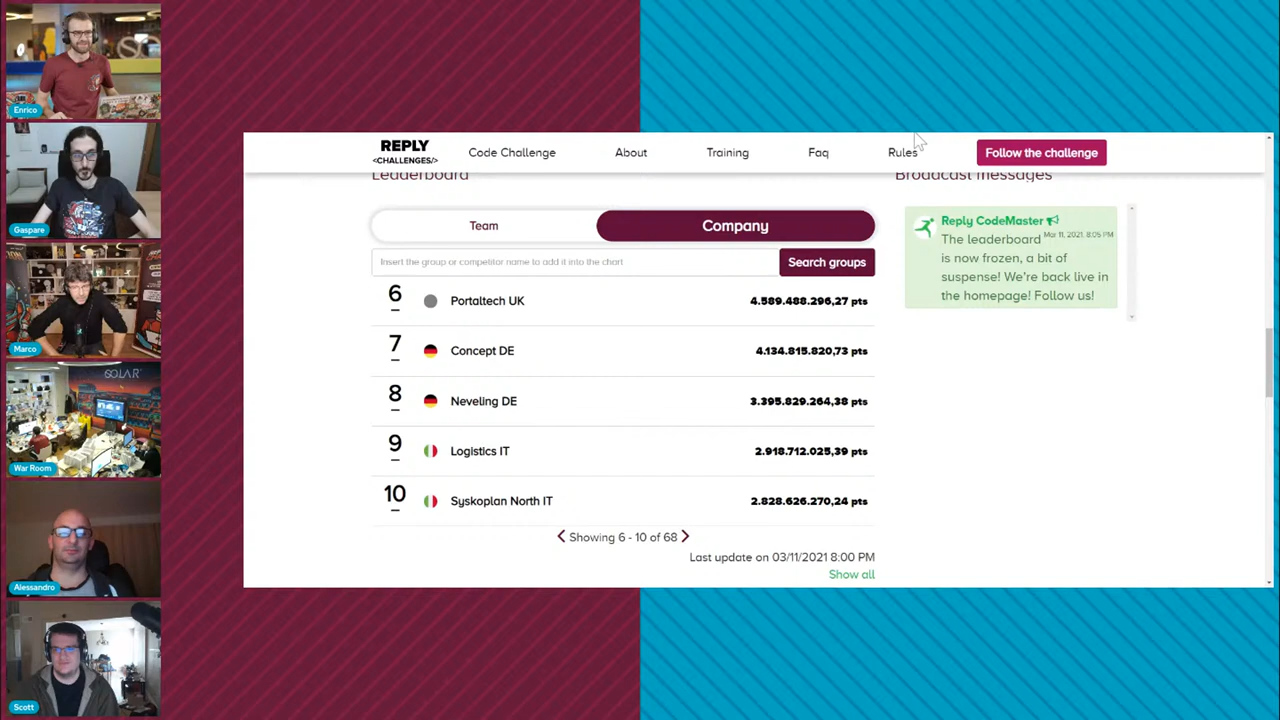 Enrico
Gaspare
Marco
SOLAR
War Room
Alessandro
Scott
REPLY
<CHALLENGES/>
Code Challenge
About
Training
Faq
Rules
Follow the challenge
Leaderboard
Broadcast messages
Team
Company
Insert the group or competitor name to add it into the chart
Search groups
6 Portaltech UK 4.589.488.296,27 pts
7 Concept DE 4.134.815.820,73 pts
8 Neveling DE 3.395.829.264,38 pts
9 Logistics IT 2.918.712.025,39 pts
10 Syskoplan North IT 2.828.626.270,24 pts
Showing 6 - 10 of 68
Last update on 03/11/2021 8:00 PM
Show all
Reply CodeMaster
Mar 11, 2021, 8:05 PM
The leaderboard
is now frozen, a bit of
suspense! We're back live in
the homepage! Follow us!